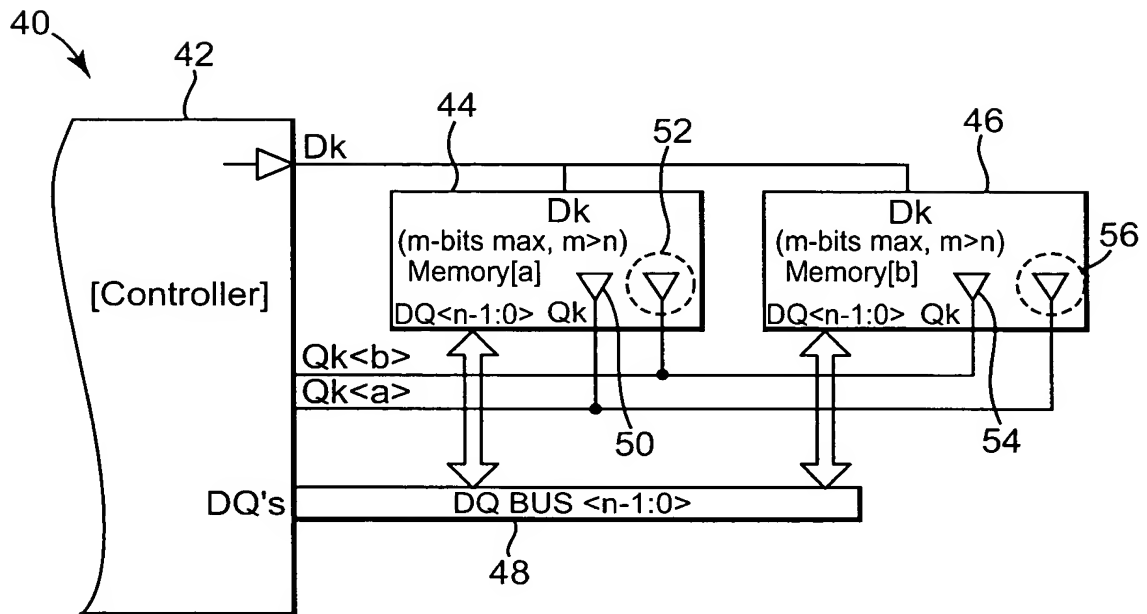 40
42
44
52
46
Dk
Dk
(m-bits max, m>n)
Memory[a]
DQ<n-1:0> Qk
Dk
(m-bits max, m>n)
Memory[b]
DQ<n-1:0> Qk
56
[Controller]
Qk<b>
Qk<a>
50
54
DQ's
DQ BUS <n-1:0>
48